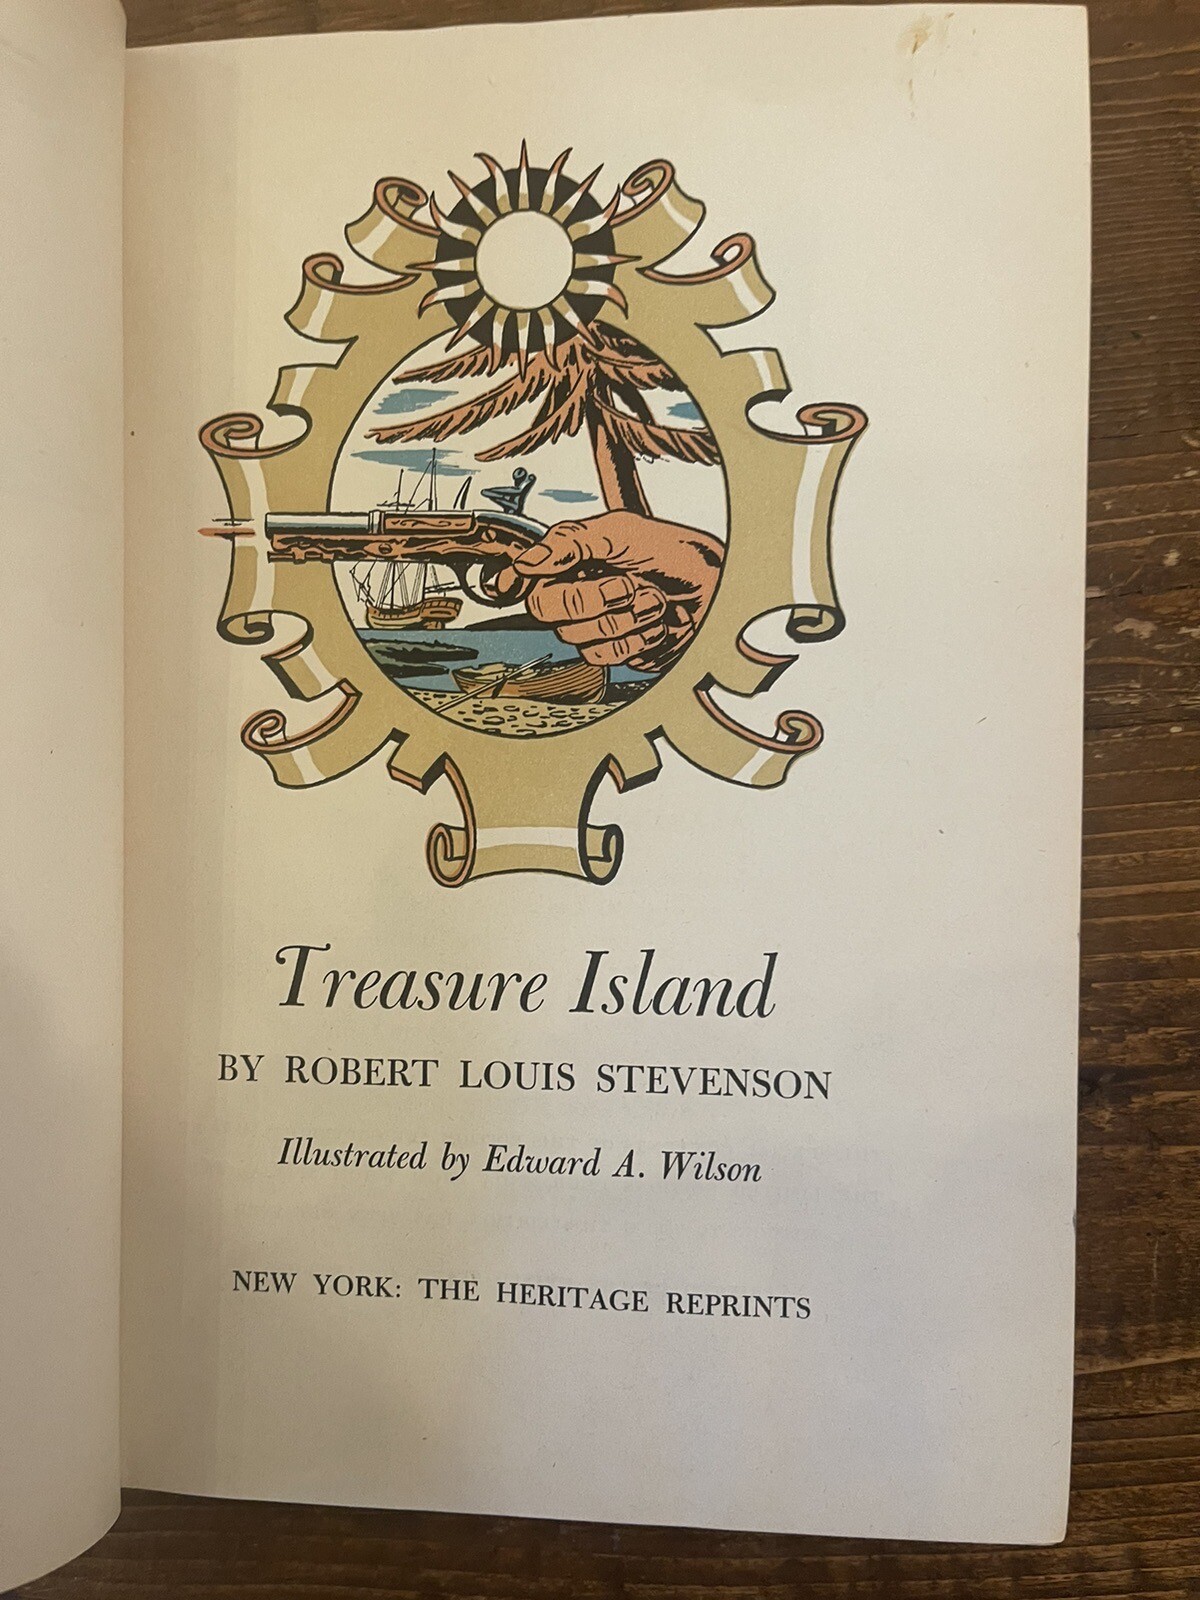 Treasure Island
BY ROBERT LOUIS STEVENSON
Illustrated by Edward A. Wilson
NEW YORK: THE HERITAGE REPRINTS